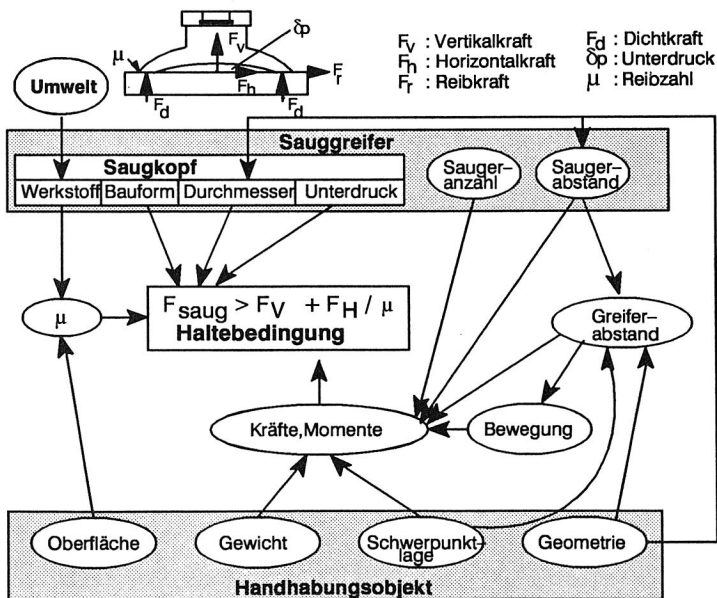 F_v
δp
μ
F_h
F_r
F_d
F_d
F_v : Vertikalkraft
F_h : Horizontalkraft
F_r : Reibkraft
F_d : Dichtkraft
δp : Unterdruck
μ : Reibzahl
Umwelt
Sauggreifer
Saugkopf
Werkstoff
Bauform
Durchmesser
Unterdruck
Sauger-
anzahl
Sauger-
abstand
μ
F_saug > F_V + F_H / μ
Haltebedingung
Greifer-
abstand
Kräfte,Momente
Bewegung
Oberfläche
Gewicht
Schwerpunkt-
lage
Geometrie
Handhabungsobjekt